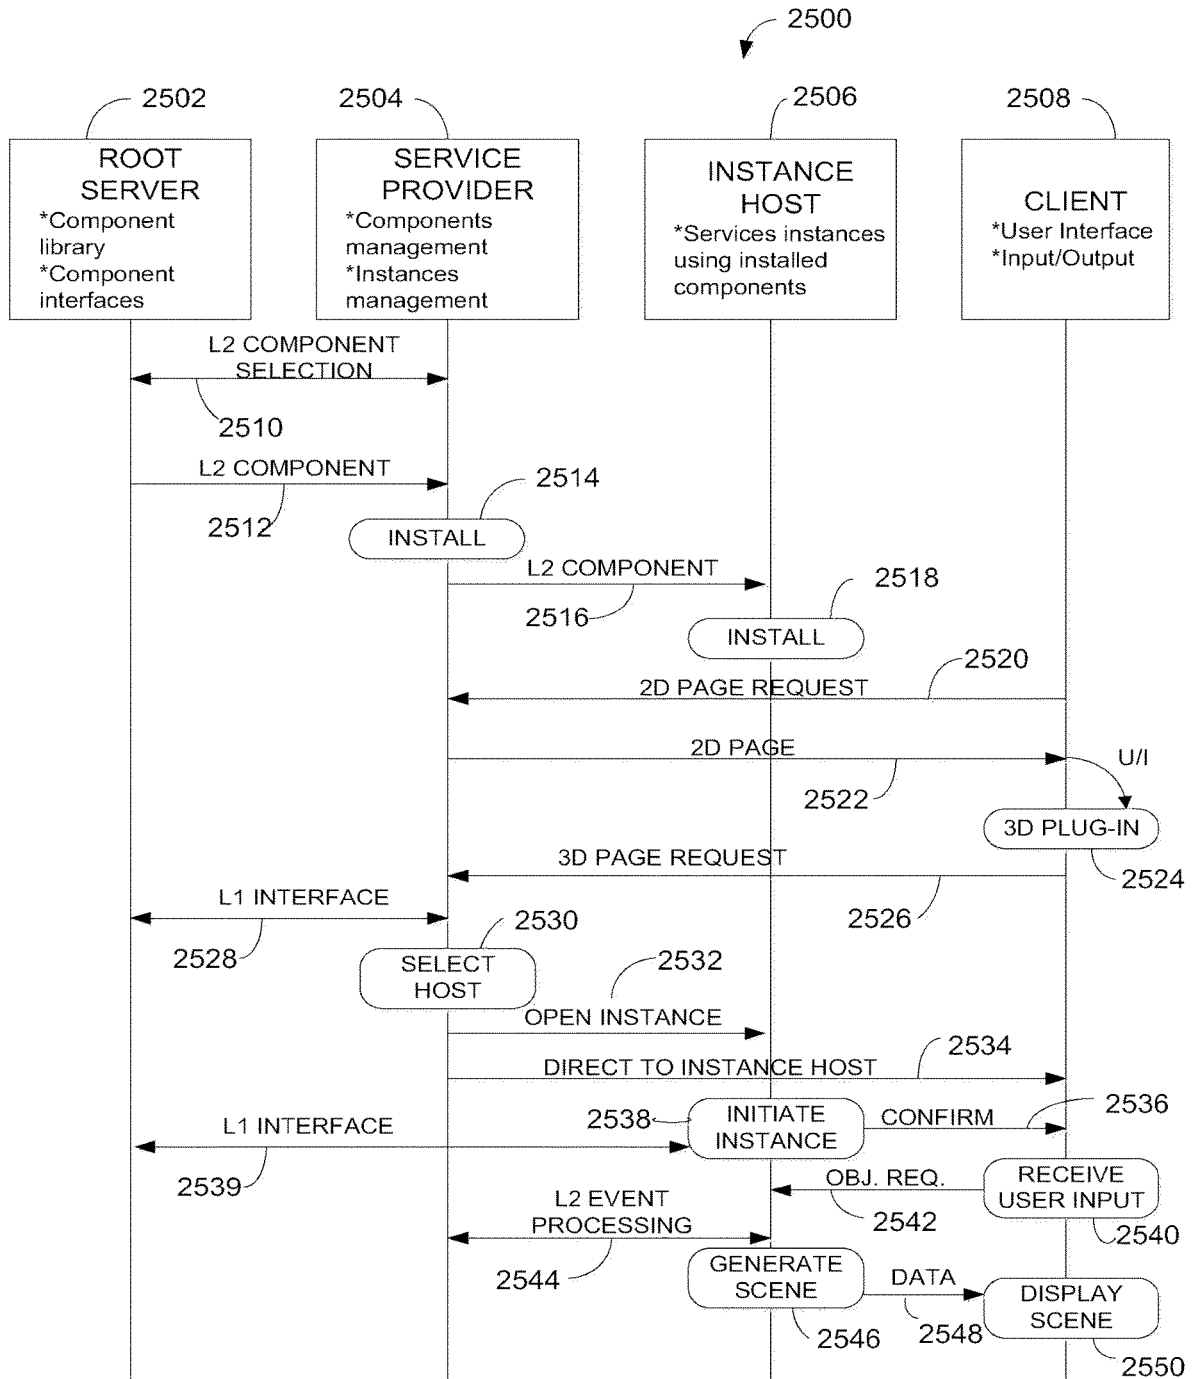 2500
2502
2504
2506
2508
ROOT
SERVER
*Component
library
*Component
interfaces
SERVICE
PROVIDER
*Components
management
*Instances
management
INSTANCE
HOST
*Services instances
using installed
components
CLIENT
*User Interface
*Input/Output
L2 COMPONENT
SELECTION
2510
L2 COMPONENT
2512
2514
INSTALL
L2 COMPONENT
2516
2518
INSTALL
2520
2D PAGE REQUEST
2D PAGE
2522
U/I
3D PLUG-IN
2524
3D PAGE REQUEST
2526
L1 INTERFACE
2528
2530
SELECT
HOST
2532
OPEN INSTANCE
2534
DIRECT TO INSTANCE HOST
2538
INITIATE
INSTANCE
CONFIRM
2536
L1 INTERFACE
2539
RECEIVE
USER INPUT
2540
OBJ. REQ.
2542
L2 EVENT
PROCESSING
2544
GENERATE
SCENE
2546
DATA
2548
DISPLAY
SCENE
2550